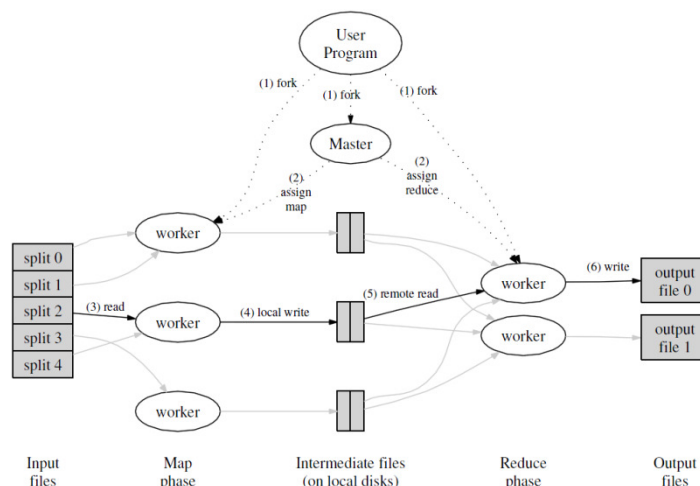 User
Program
(1) fork
(1) fork
(1) fork
Master
(2)
assign
map
(2)
assign
reduce
worker
split 0
split 1
split 2
split 3
split 4
(3) read
worker
(4) local write
(5) remote read
worker
(6) write
output
file 0
worker
output
file 1
worker
Input
files
Map
phase
Intermediate files
(on local disks)
Reduce
phase
Output
files